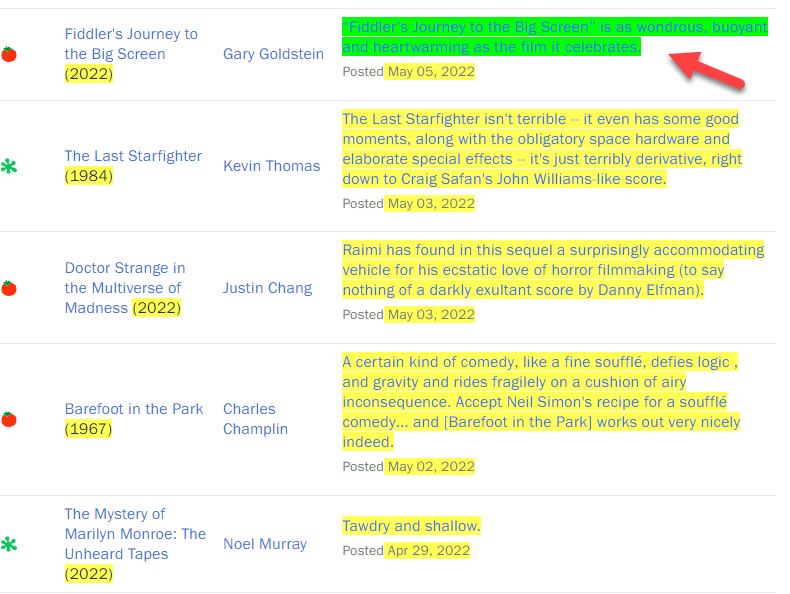 Fiddler's Journey to
the Big Screen
(2022)
Gary Goldstein
“Fiddler’s Journey to the Big Screen” is as wondrous, buoyant
and heartwarming as the film it celebrates.
Posted May 05, 2022
The Last Starfighter
(1984)
Kevin Thomas
The Last Starfighter isn't terrible -- it even has some good
moments, along with the obligatory space hardware and
elaborate special effects -- it's just terribly derivative, right
down to Craig Safan's John Williams-like score.
Posted May 03, 2022
Doctor Strange in
the Multiverse of
Madness (2022)
Justin Chang
Raimi has found in this sequel a surprisingly accommodating
vehicle for his ecstatic love of horror filmmaking (to say
nothing of a darkly exultant score by Danny Elfman).
Posted May 03, 2022
Barefoot in the Park
(1967)
Charles
Champlin
A certain kind of comedy, like a fine soufflé, defies logic ,
and gravity and rides fragilely on a cushion of airy
inconsequence. Accept Neil Simon's recipe for a soufflé
comedy... and [Barefoot in the Park] works out very nicely
indeed.
Posted May 02, 2022
The Mystery of
Marilyn Monroe: The
Unheard Tapes
(2022)
Noel Murray
Tawdry and shallow.
Posted Apr 29, 2022